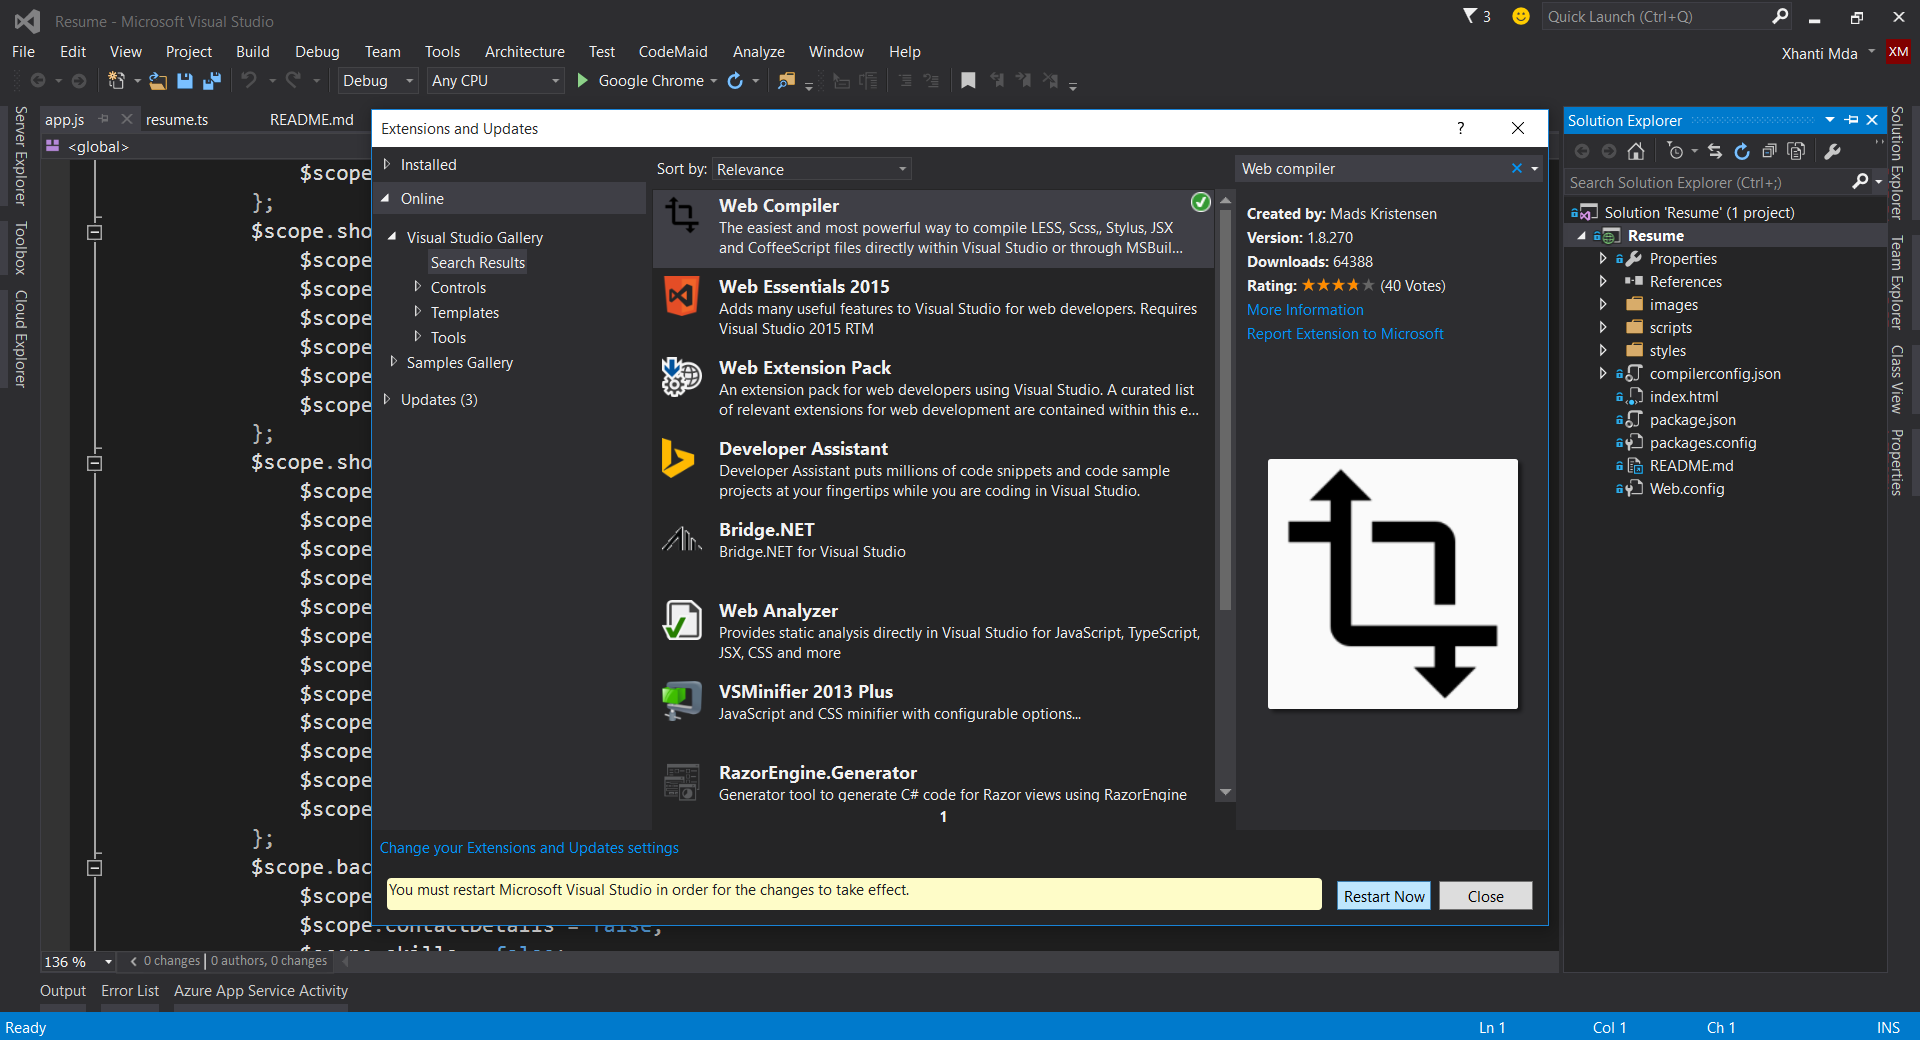 Resume - Microsoft Visual Studio
3
Quick Launch (Ctrl+Q)
File Edit View Project Build Debug Team Tools Architecture Test CodeMaid Analyze Window Help
Xhanti Mda XM
Debug Any CPU Google Chrome
Server Explorer
Toolbox
Cloud Explorer
app.js resume.ts README.md
<global>
$scope
};
$scope.sho
$scope
$scope
$scope
$scope
$scope
$scope
};
$scope.sho
$scope
$scope
$scope
$scope
$scope
$scope
$scope
$scope
$scope
$scope
$scope
$scope
};
$scope.bac
$scope
$scope.contactDetails = false;
$scope.skills = false;
Extensions and Updates
?
Installed
Online
Visual Studio Gallery
Search Results
Controls
Templates
Tools
Samples Gallery
Updates (3)
Sort by: Relevance
Web Compiler
The easiest and most powerful way to compile LESS, Scss,, Stylus, JSX
and CoffeeScript files directly within Visual Studio or through MSBuil...
Web Essentials 2015
Adds many useful features to Visual Studio for web developers. Requires
Visual Studio 2015 RTM
Web Extension Pack
An extension pack for web developers using Visual Studio. A curated list
of relevant extensions for web development are contained within this e...
Developer Assistant
Developer Assistant puts millions of code snippets and code sample
projects at your fingertips while you are coding in Visual Studio.
Bridge.NET
Bridge.NET for Visual Studio
Web Analyzer
Provides static analysis directly in Visual Studio for JavaScript, TypeScript,
JSX, CSS and more
VSMinifier 2013 Plus
JavaScript and CSS minifier with configurable options...
RazorEngine.Generator
Generator tool to generate C# code for Razor views using RazorEngine
1
Web compiler
Created by: Mads Kristensen
Version: 1.8.270
Downloads: 64388
Rating: (40 Votes)
More Information
Report Extension to Microsoft
Change your Extensions and Updates settings
You must restart Microsoft Visual Studio in order for the changes to take effect.
Restart Now
Close
Solution Explorer
Search Solution Explorer (Ctrl+;)
Solution 'Resume' (1 project)
Resume
Properties
References
images
scripts
styles
compilerconfig.json
index.html
package.json
packages.config
README.md
Web.config
Solution Explorer
Team Explorer
Class View
Properties
136 %
0 changes | 0 authors, 0 changes
Output Error List Azure App Service Activity
Ready
Ln 1 Col 1 Ch 1 INS